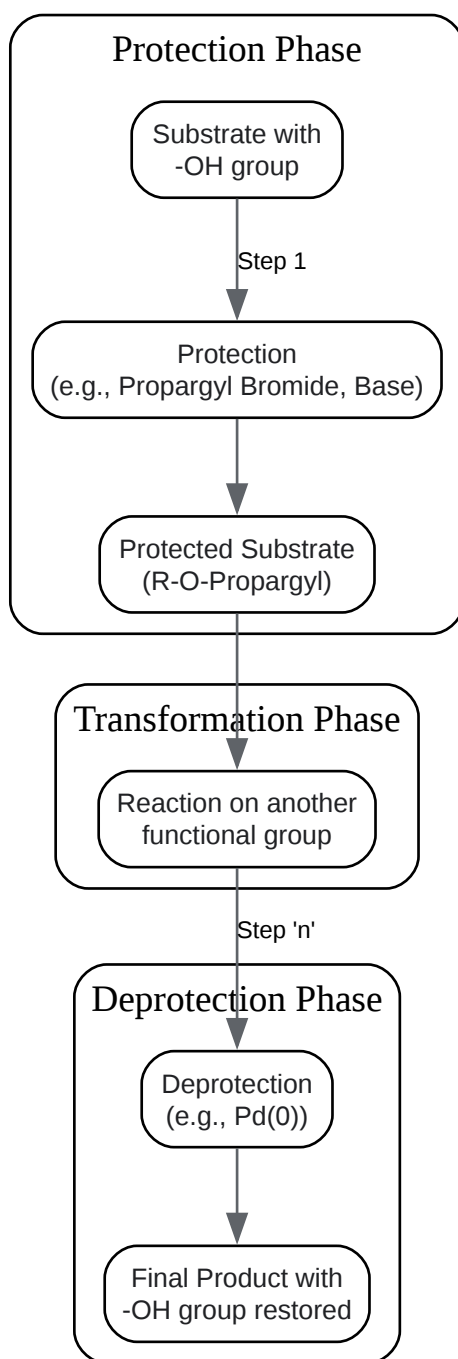 Protection Phase
Substrate with
-OH group
Step 1
Protection
(e.g., Propargyl Bromide, Base)
Protected Substrate
(R-O-Propargyl)
Transformation Phase
Reaction on another
functional group
Step 'n'
Deprotection Phase
Deprotection
(e.g., Pd(0))
Final Product with
-OH group restored